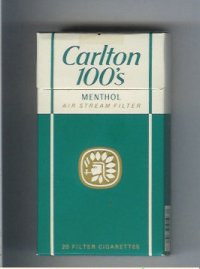 Carlton
100's
MENTHOL
AIR STREAM FILTER
20 FILTER CIGARETTES